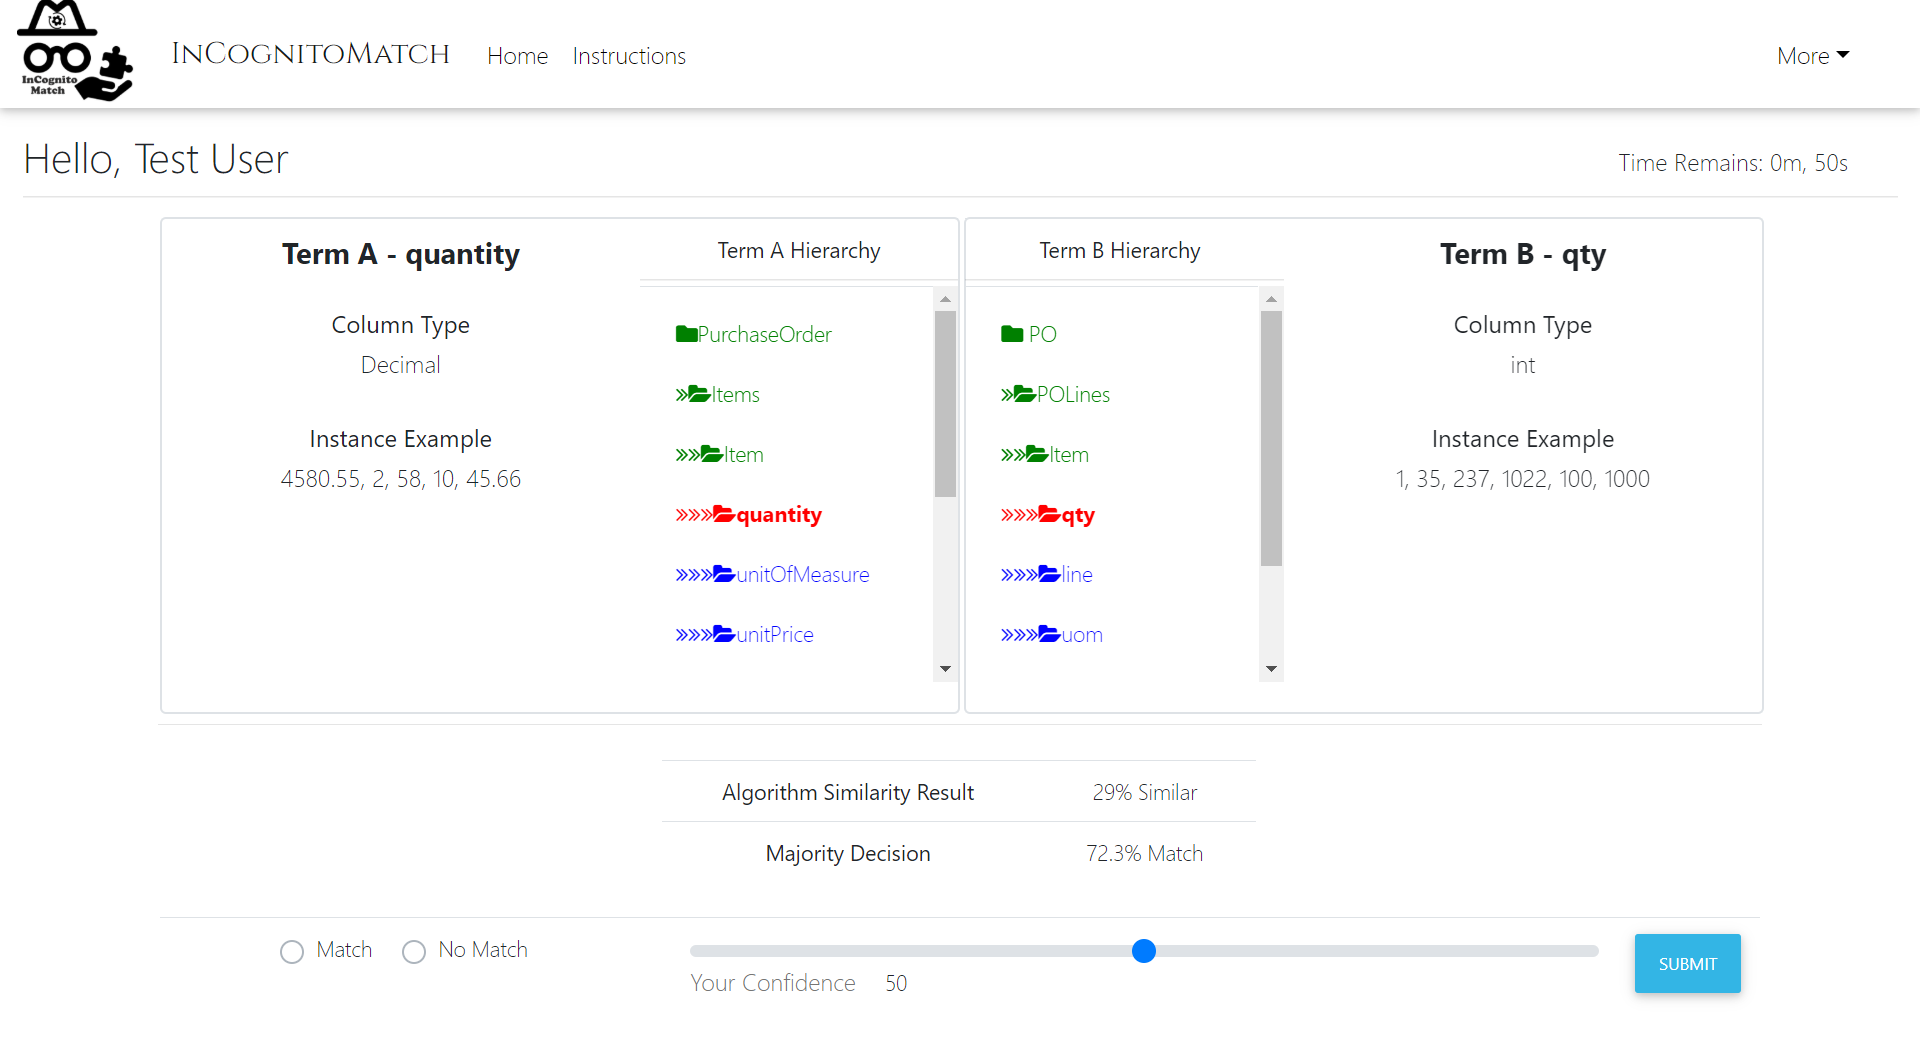 InCognito
Match
InCognitoMatch
Home
Instructions
More
Hello, Test User
Time Remains: 0m, 50s
Term A - quantity
Column Type
Decimal
Instance Example
4580.55, 2, 58, 10, 45.66
Term A Hierarchy
PurchaseOrder
»Items
»»Item
»»»quantity
»»»unitOfMeasure
»»»unitPrice
Term B Hierarchy
PO
»POLines
»»Item
»»»qty
»»»line
»»»uom
Term B - qty
Column Type
int
Instance Example
1, 35, 237, 1022, 100, 1000
Algorithm Similarity Result 29% Similar
Majority Decision 72.3% Match
Match
No Match
Your Confidence 50
SUBMIT